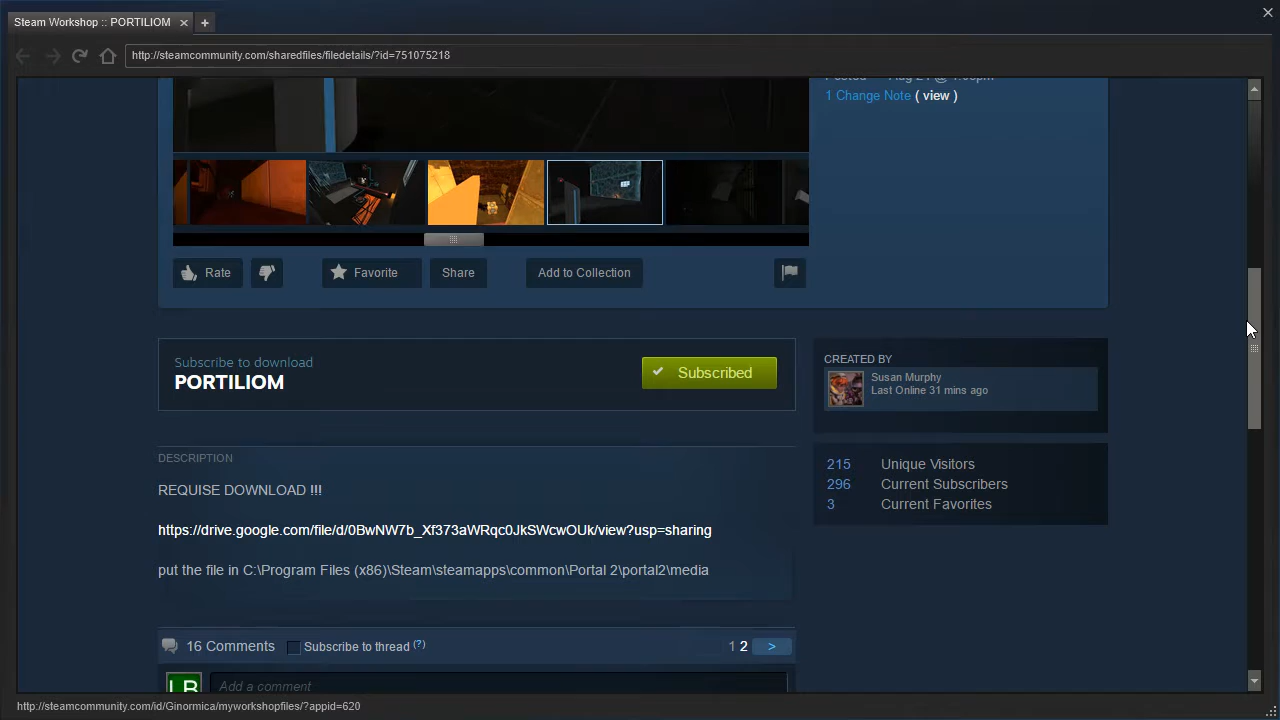 Steam Workshop :: PORTILIOM
http://steamcommunity.com/sharedfiles/filedetails/?id=751075218
1 Change Note ( view )
Rate
Favorite
Share
Add to Collection
Subscribe to download
PORTILIOM
Subscribed
CREATED BY
Susan Murphy
Last Online 31 mins ago
DESCRIPTION
REQUISE DOWNLOAD !!!
https://drive.google.com/file/d/0BwNW7b_Xf373aWRqc0JkSWcwOUk/view?usp=sharing
put the file in C:\Program Files (x86)\Steam\steamapps\common\Portal 2\portal2\media
215 Unique Visitors
296 Current Subscribers
3 Current Favorites
16 Comments Subscribe to thread (?) 1 2 >
LB
Add a comment
http://steamcommunity.com/id/Ginormica/myworkshopfiles/?appid=620